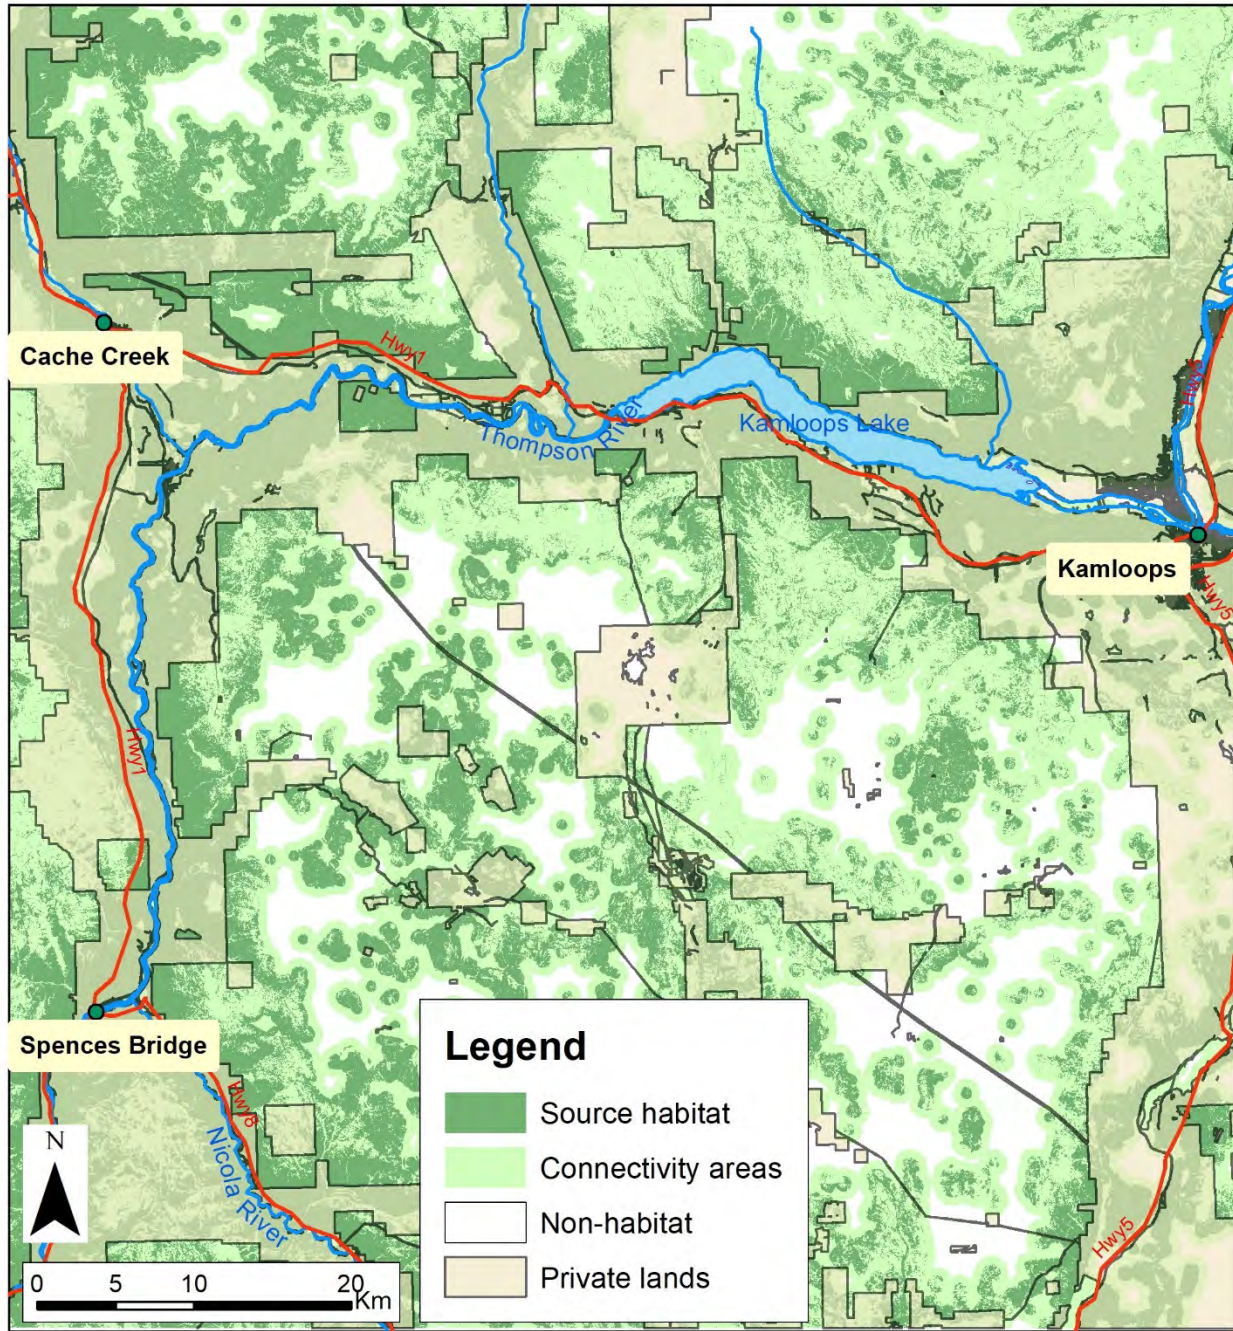 Cache Creek
Hwy1
Thompson River
Kamloops Lake
Hwy5
Kamloops
Hwy5
Hwy1
Spences Bridge
Hwy8
Nicola River
Hwy5
N
0 5 10 20
Km
Legend
Source habitat
Connectivity areas
Non-habitat
Private lands